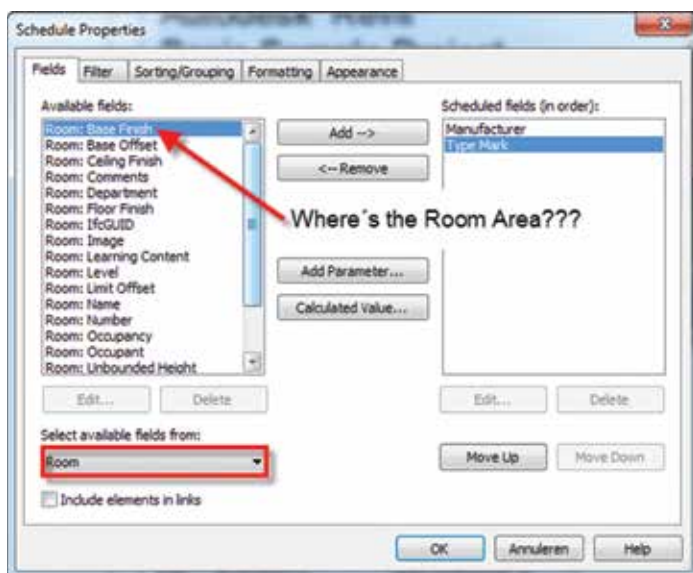 Schedule Properties
Fields Filter Sorting/Grouping Formatting Appearance
Available fields:
Room: Base Finish
Room: Base Offset
Room: Ceiling Finish
Room: Comments
Room: Department
Room: Floor Finish
Room: IfcGUID
Room: Image
Room: Learning Content
Room: Level
Room: Limit Offset
Room: Name
Room: Number
Room: Occupancy
Room: Occupant
Room: Unbounded Height
Edit... Delete
Select available fields from:
Room
Include elements in links
Add -->
<-- Remove
Where´s the Room Area???
Add Parameter...
Calculated Value...
Scheduled fields (in order):
Manufacturer
Type Mark
Edit... Delete
Move Up Move Down
OK Annuleren Help